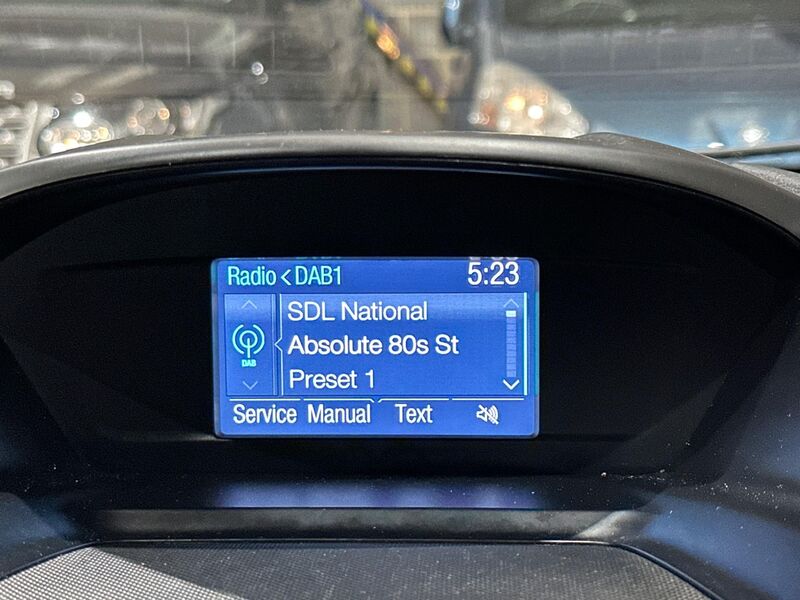 Radio < DAB1 5:23
SDL National
Absolute 80s St
DAB
Preset 1
Service Manual Text